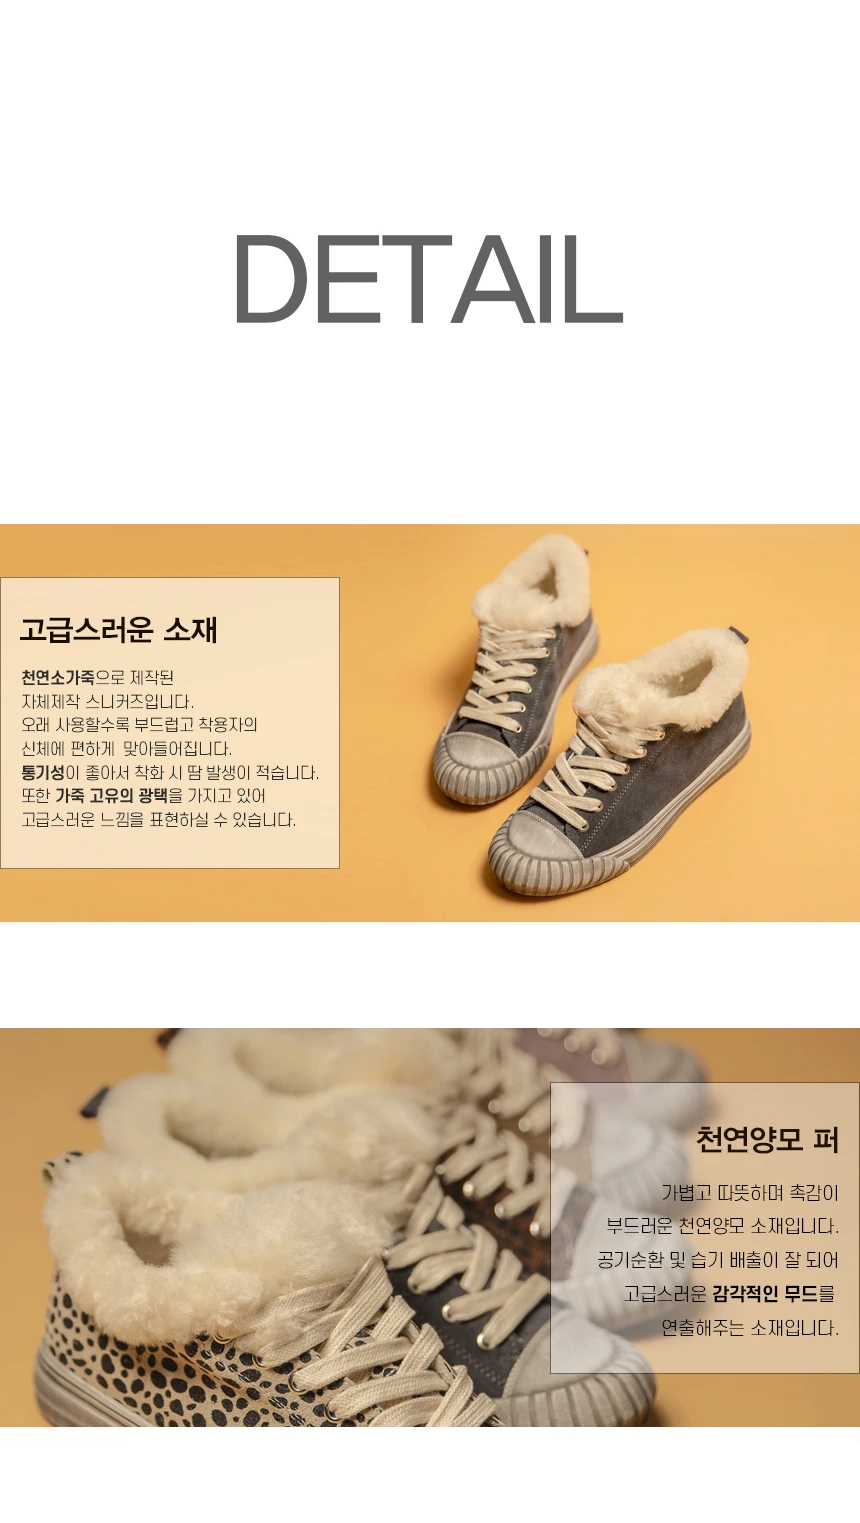 DETAIL
고급스러운 소재
천연소가죽으로 제작된
자체제작 스니커즈입니다.
오래 사용할수록 부드럽고 착용자의
신체에 편하게 맞아들어집니다.
통기성이 좋아서 착화 시 땀 발생이 적습니다.
또한 가죽 고유의 광택을 가지고 있어
고급스러운 느낌을 표현하실 수 있습니다.
천연양모 퍼
가볍고 따뜻하며 촉감이
부드러운 천연양모 소재입니다.
공기순환 및 습기 배출이 잘 되어
고급스러운 감각적인 무드를
연출해주는 소재입니다.